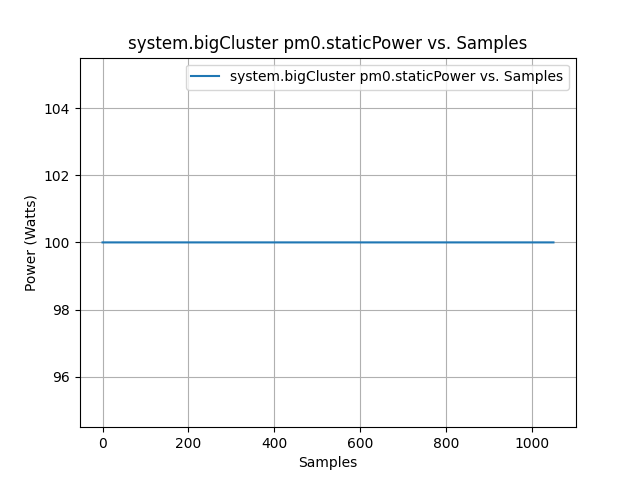 system.bigCluster pm0.staticPower vs. Samples
system.bigCluster pm0.staticPower vs. Samples
104
102
100
98
96
Power (Watts)
0 200 400 600 800 1000
Samples